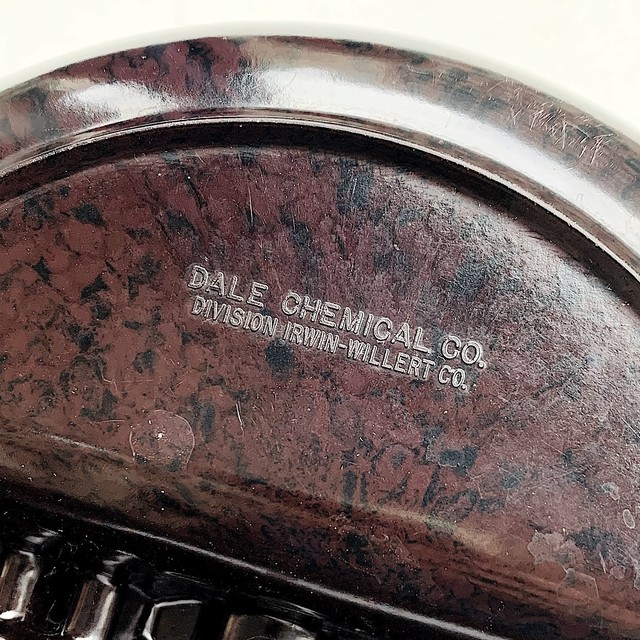 DALE CHEMICAL CO.
DIVISION IRWIN-WILLERT CO.